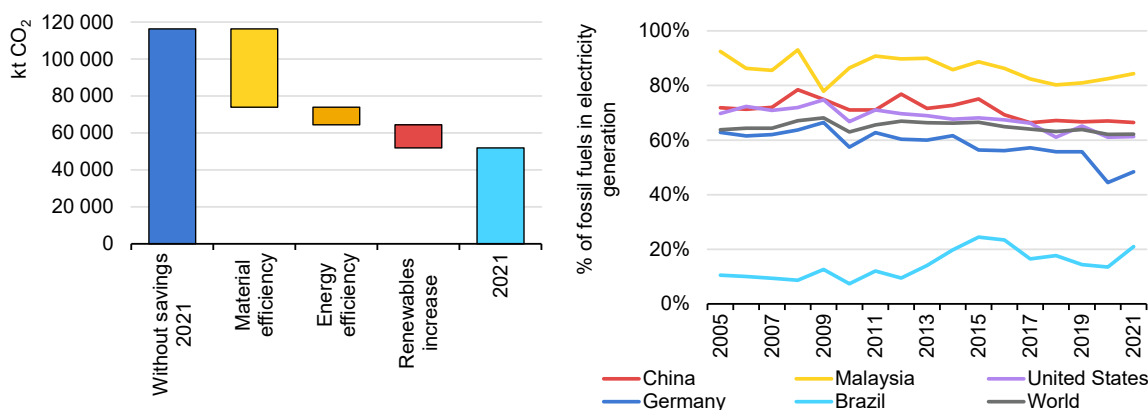 kt CO₂
120 000
100 000
80 000
60 000
40 000
20 000
0
Without savings
2021
Material
efficiency
Energy
efficiency
Renewables
increase
2021
% of fossil fuels in electricity
generation
100%
80%
60%
40%
20%
0%
2005
2007
2009
2011
2013
2015
2017
2019
2021
China
Malaysia
United States
Germany
Brazil
World